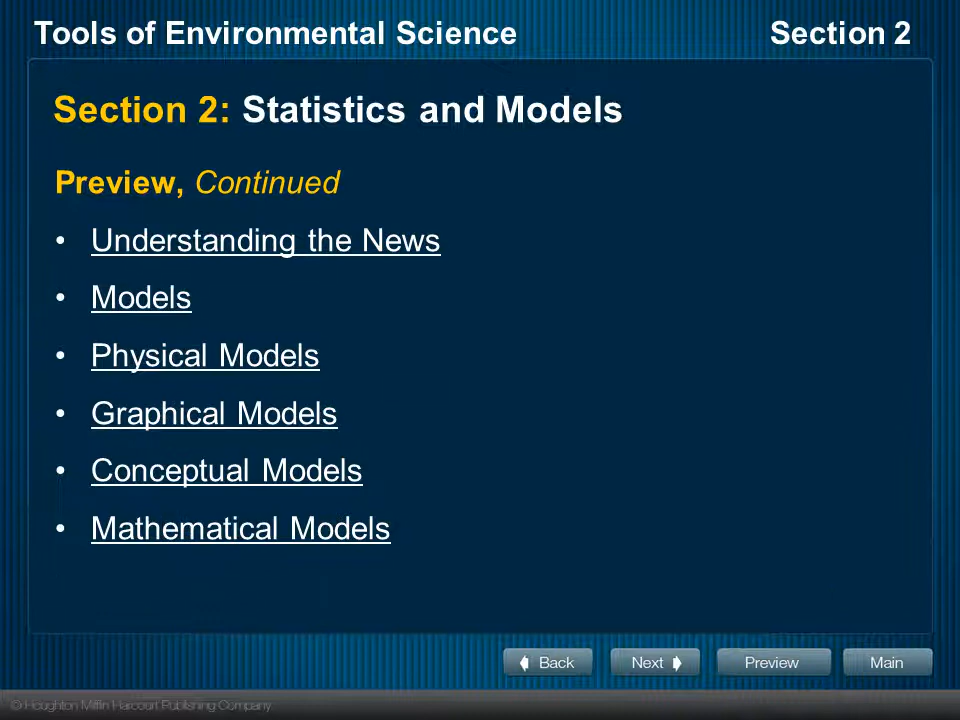 Tools of Environmental Science Section 2
Section 2: Statistics and Models
Preview, Continued
• Understanding the News
• Models
• Physical Models
• Graphical Models
• Conceptual Models
• Mathematical Models
Back Next Preview Main
© Houghton Mifflin Harcourt Publishing Company